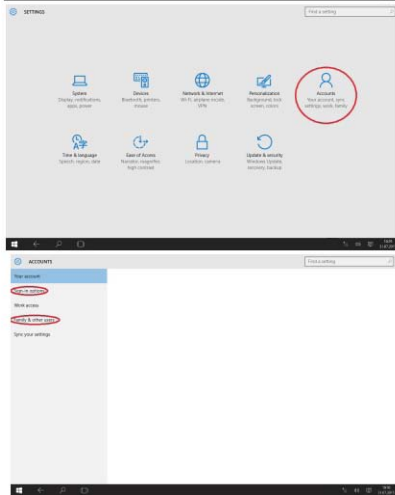 SETTINGS
Find a setting
System
Display, notifications,
apps, power
Devices
Bluetooth, printers,
mouse
Network & Internet
Wi-Fi, airplane mode,
VPN
Personalization
Background, lock
screen, colors
Accounts
Your account, sync
settings, work, family
Time & language
Speech, region, date
Ease of Access
Narrator, magnifier,
high contrast
Privacy
Location, camera
Update & security
Windows Update,
recovery, backup
ACCOUNTS
Find a setting
Your account
Sign-in options
Work access
Family & other users
Sync your settings